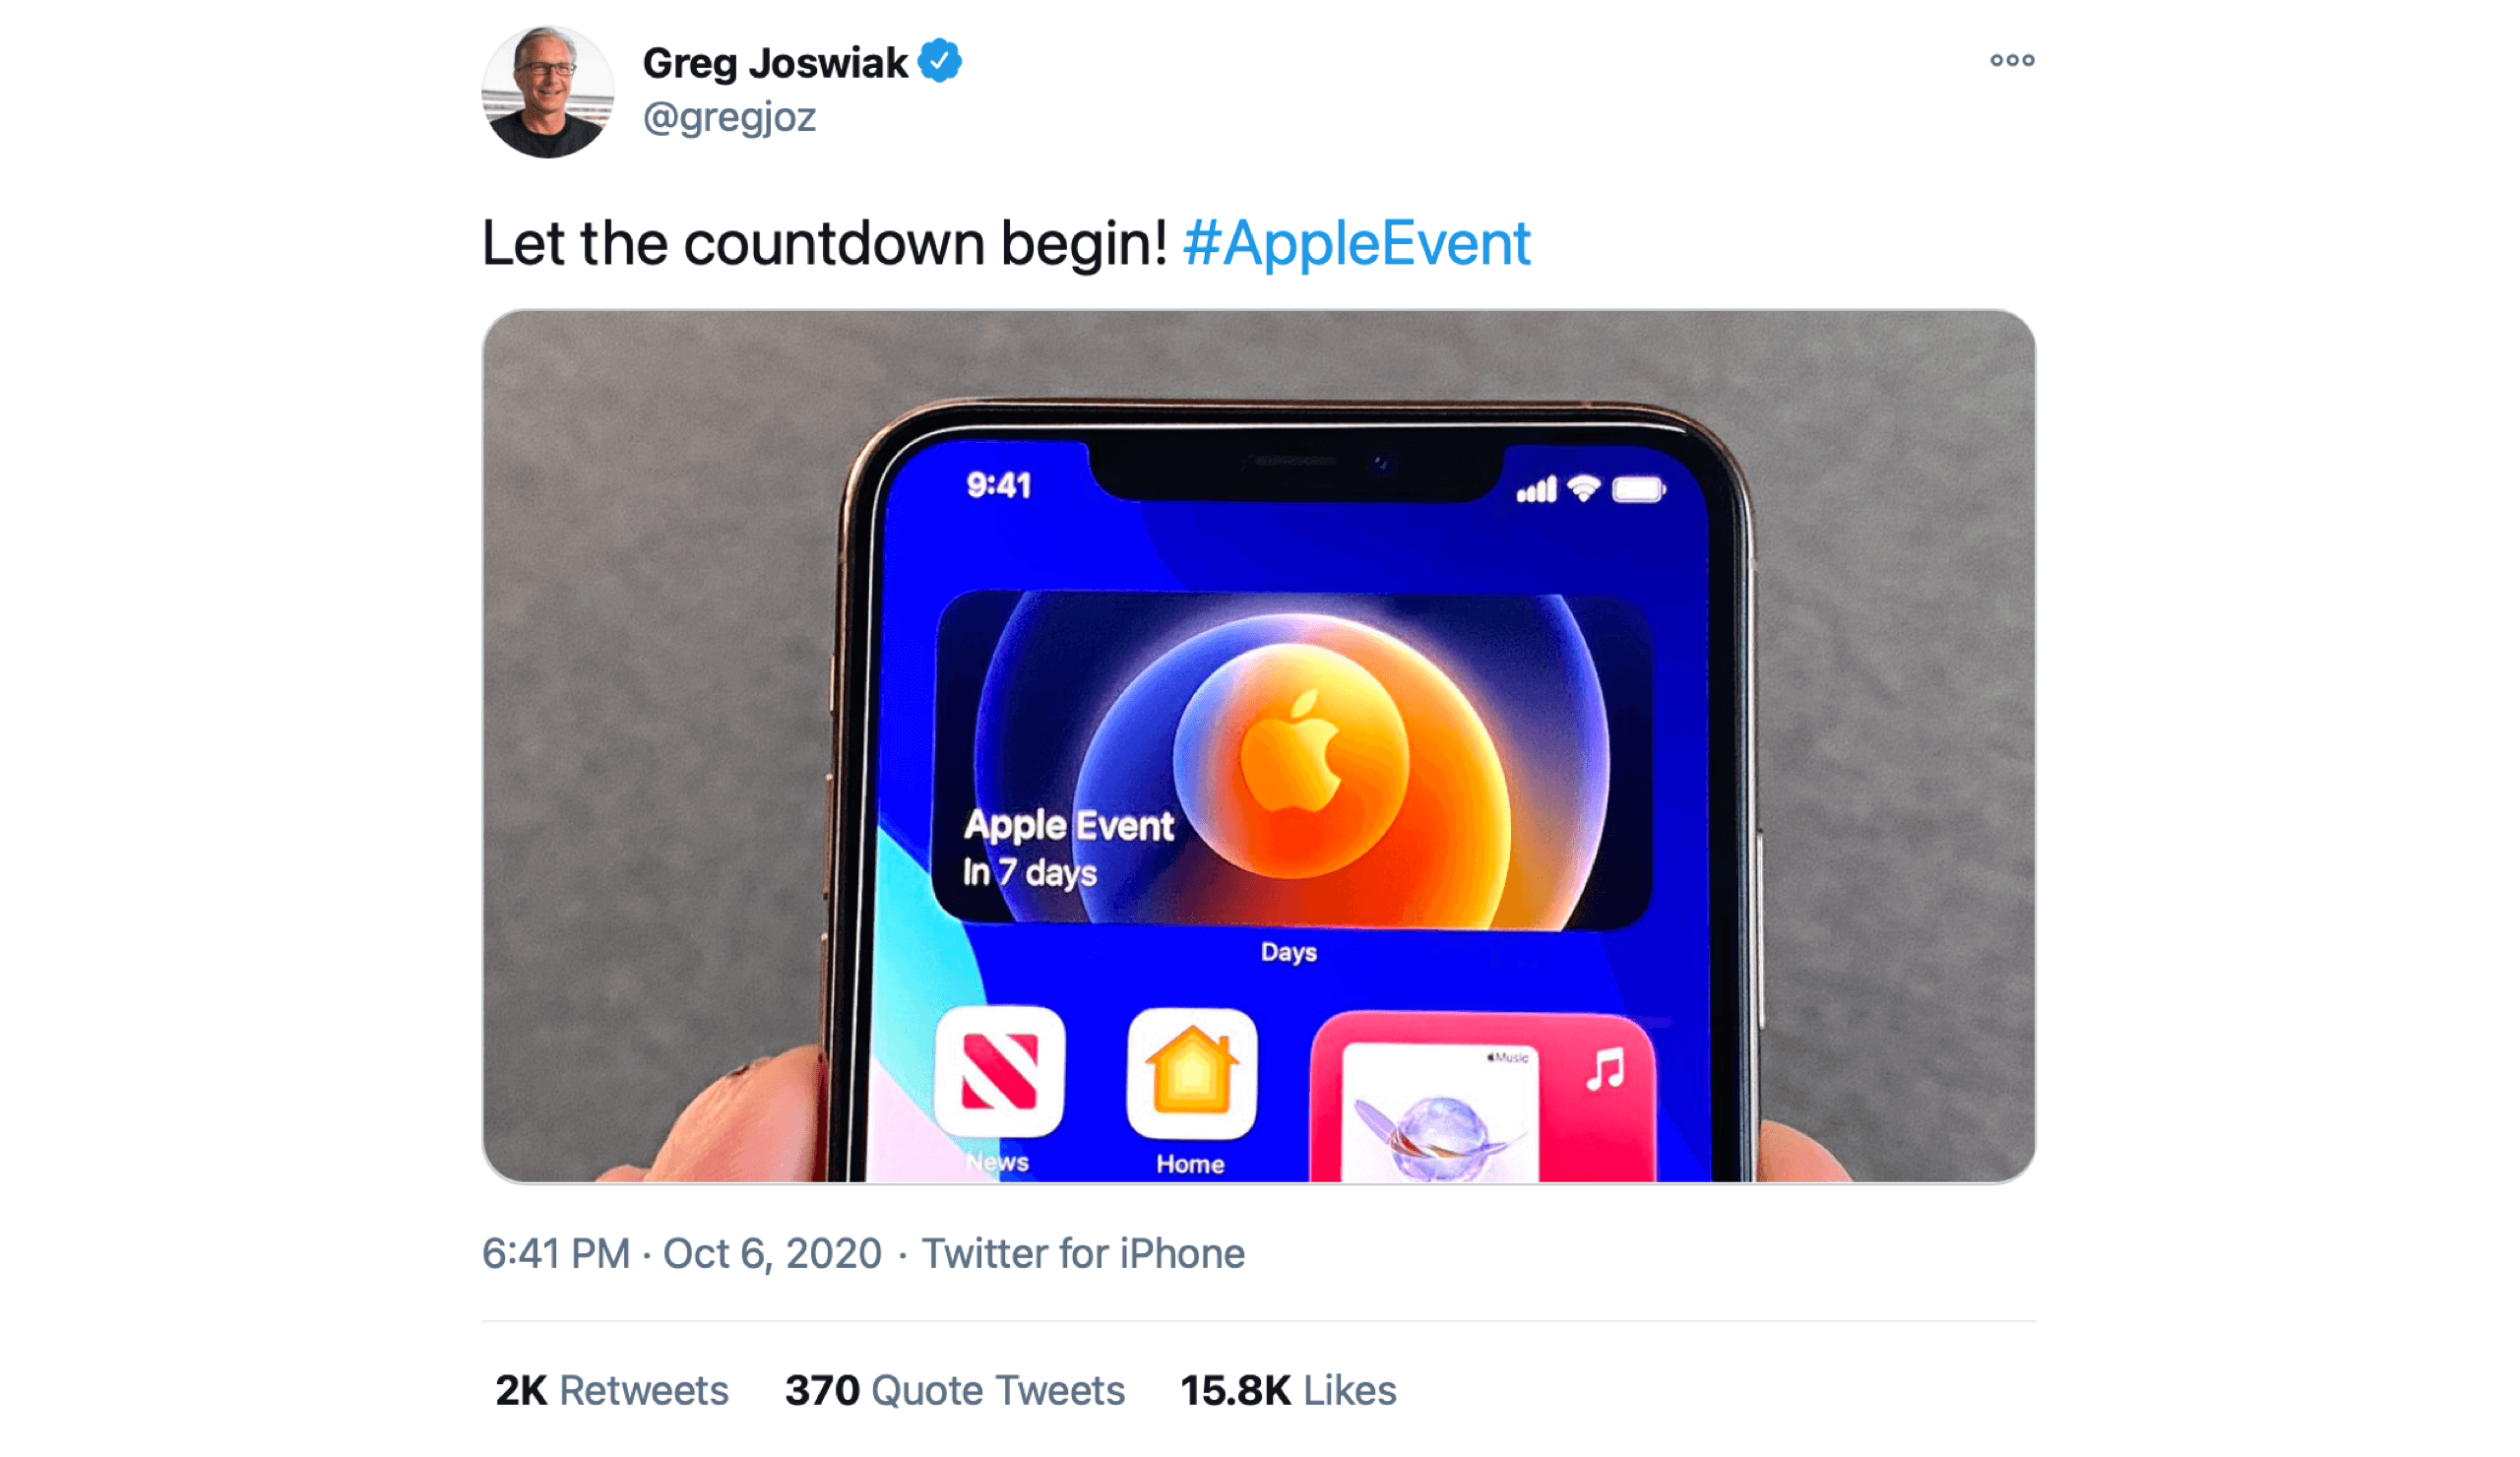 Greg Joswiak
@gregjoz
Let the countdown begin! #AppleEvent
9:41
Apple Event
In 7 days
Days
Music
News
Home
6:41 PM · Oct 6, 2020 · Twitter for iPhone
2K Retweets 370 Quote Tweets 15.8K Likes